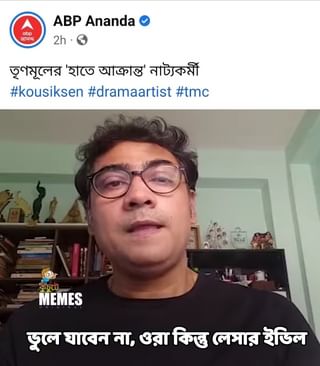 ABP Ananda
2h
তৃণমূলের 'হাতে আক্রান্ত' নাট্যকর্মী
#kousiksen #dramaartist #tmc
MEMES
ভুলে যাবেন না, ওরা কিন্তু লেসার ইভিল